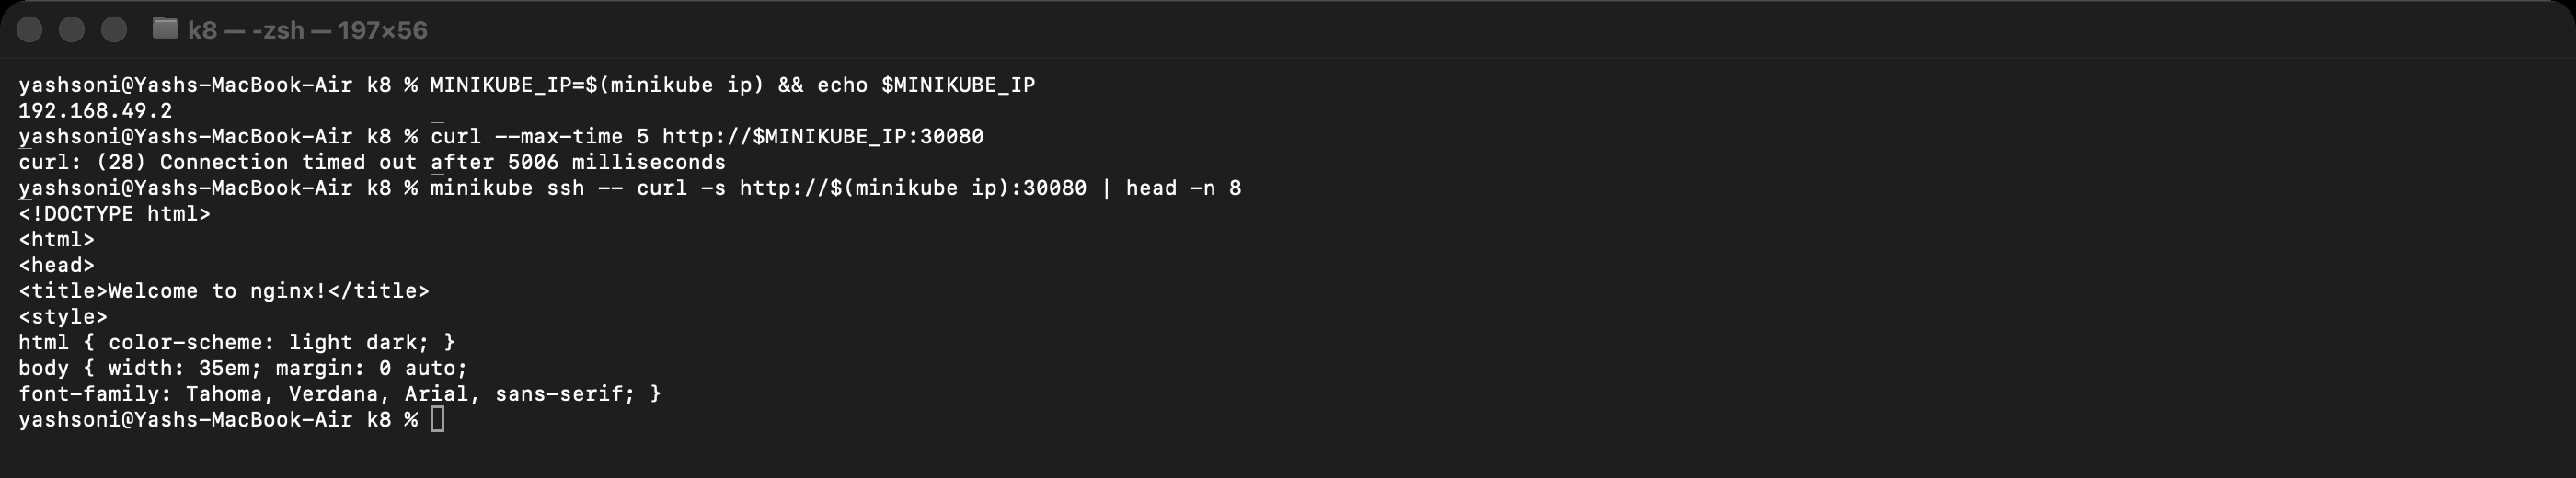 k8 — -zsh — 197×56
yashsoni@Yashs-MacBook-Air k8 % MINIKUBE_IP=$(minikube ip) && echo $MINIKUBE_IP
192.168.49.2
yashsoni@Yashs-MacBook-Air k8 % curl --max-time 5 http://$MINIKUBE_IP:30080
curl: (28) Connection timed out after 5006 milliseconds
yashsoni@Yashs-MacBook-Air k8 % minikube ssh -- curl -s http://$(minikube ip):30080 | head -n 8
<!DOCTYPE html>
<html>
<head>
<title>Welcome to nginx!</title>
<style>
html { color-scheme: light dark; }
body { width: 35em; margin: 0 auto;
font-family: Tahoma, Verdana, Arial, sans-serif; }
yashsoni@Yashs-MacBook-Air k8 %